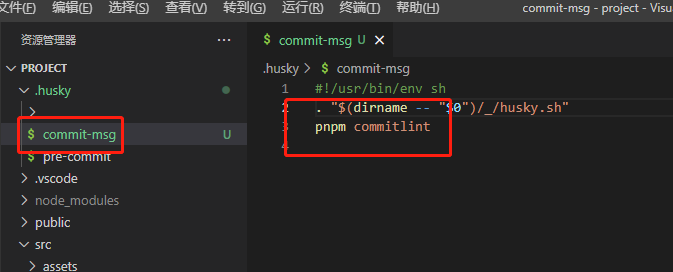 文件(F) 编辑(E) 选择(S) 查看(V) 转到(G) 运行(R) 终端(T) 帮助(H) commit-msg - project - Visua
资源管理器 ···
$ commit-msg U ×
PROJECT
.husky
.husky > $ commit-msg
1 #!/usr/bin/env sh
2 . "$(dirname -- "$0")/_/husky.sh"
3 pnpm commitlint
4
$ commit-msg U
$ pre-commit
.vscode
node_modules
public
src
assets